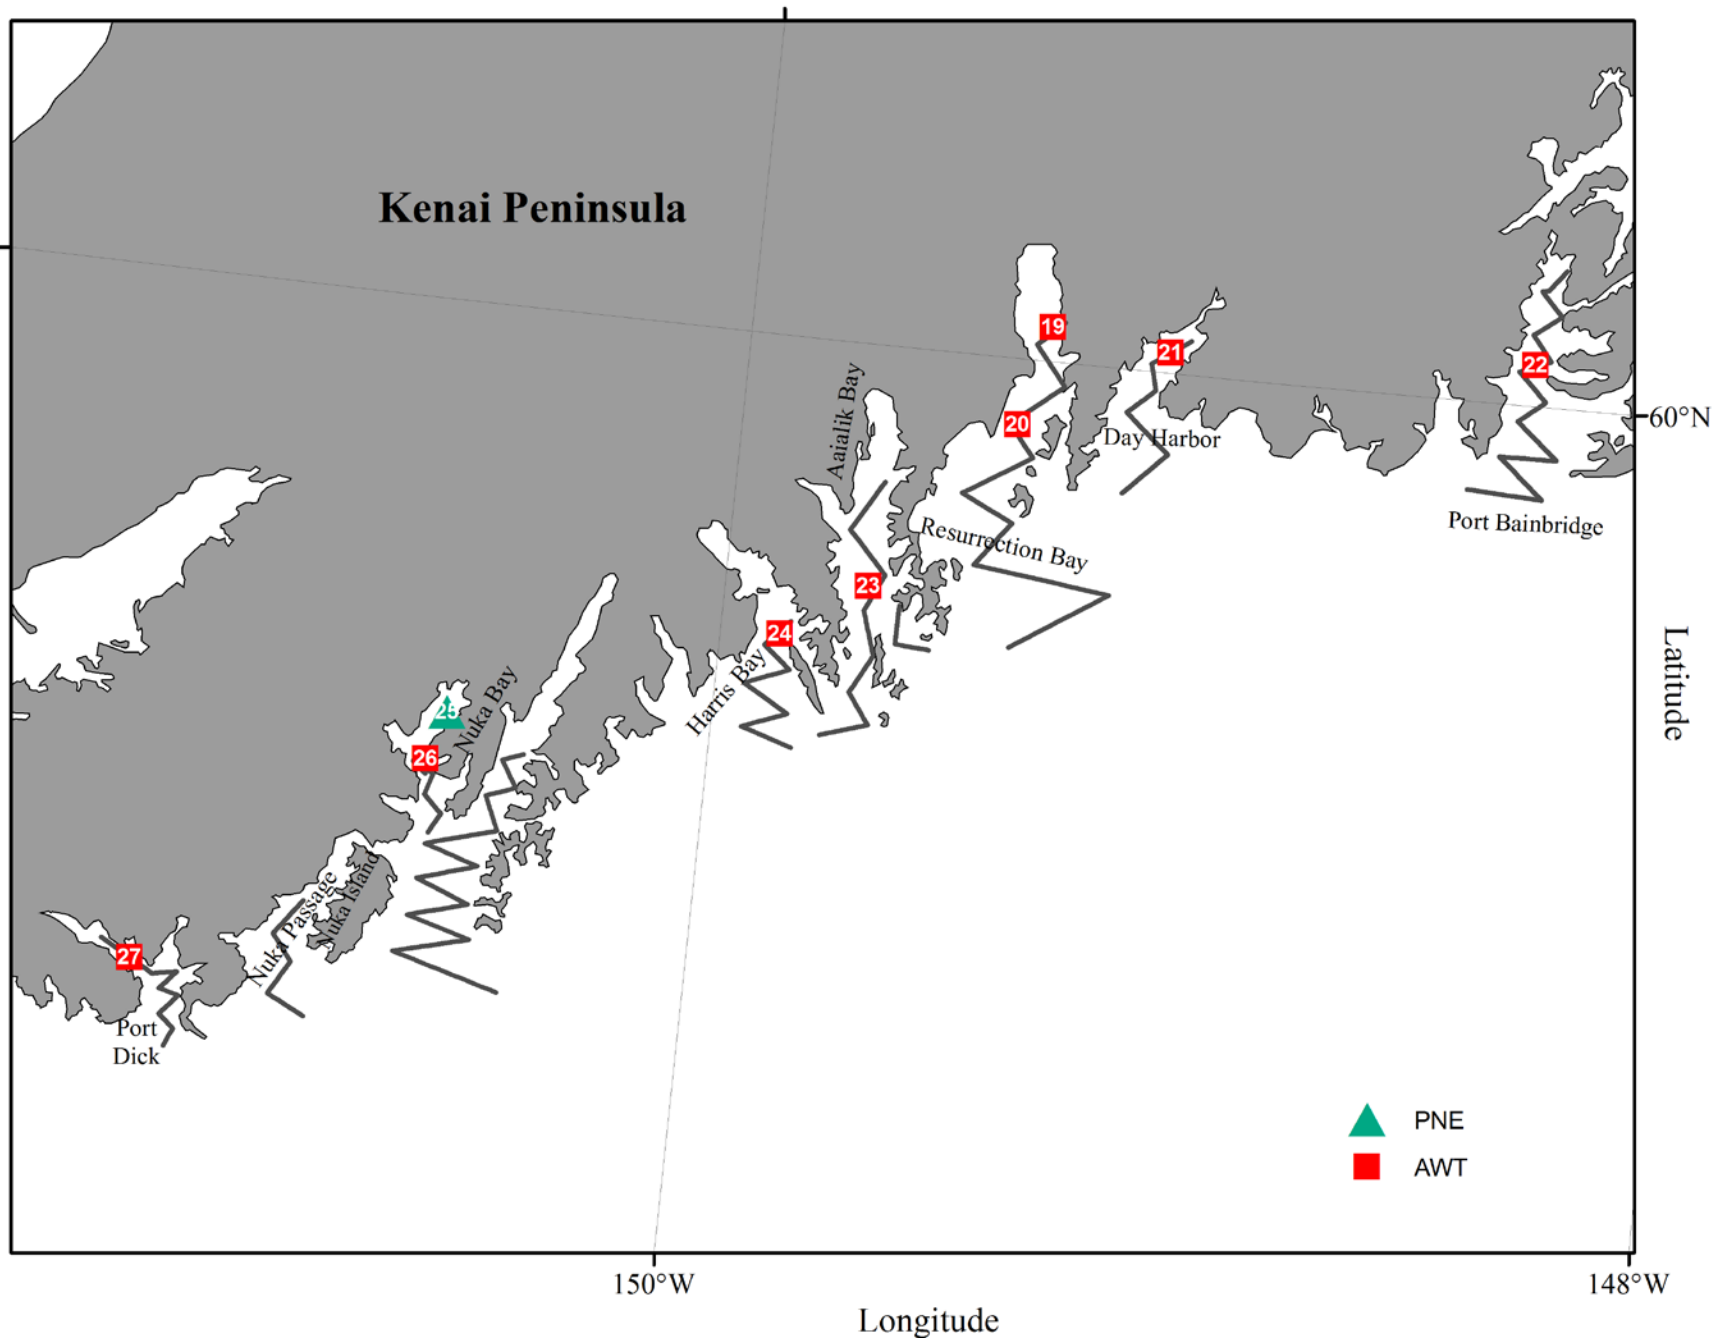 Kenai Peninsula
19
21
22
Aaialik Bay
20
60°N
Day Harbor
Port Bainbridge
Resurrection Bay
23
24
Harris Bay
Latitude
25
Nuka Bay
26
Nuka Passage
Nuka Island
27
Port
Dick
PNE
AWT
150°W
148°W
Longitude